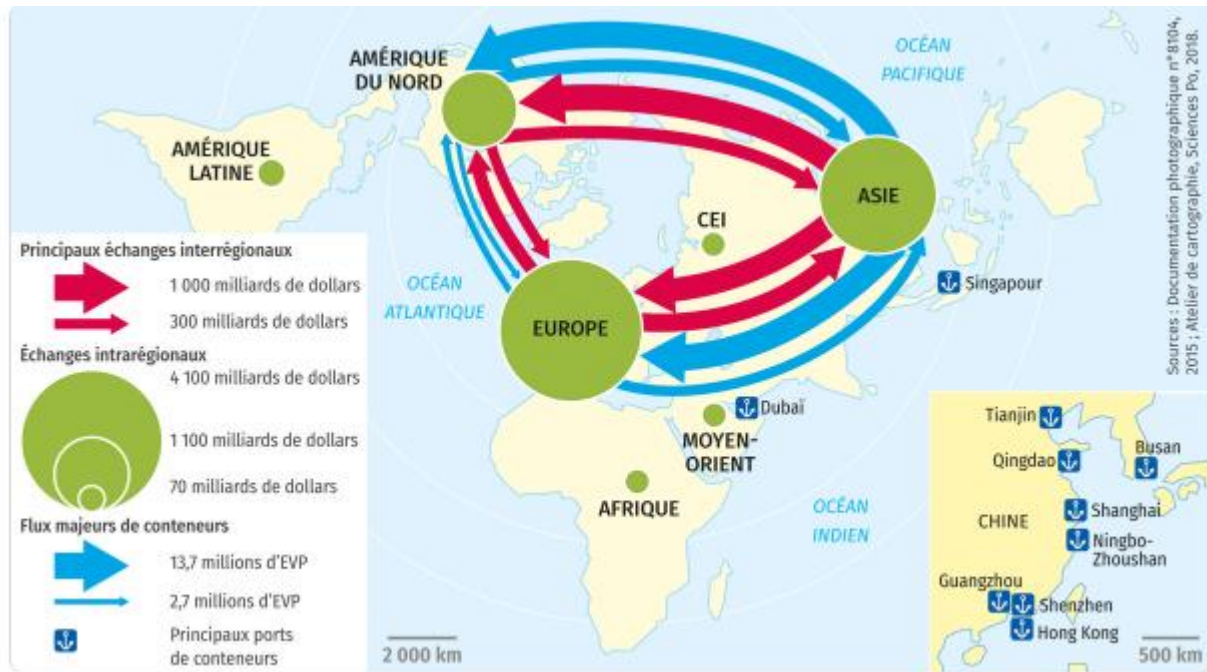 AMÉRIQUE
DU NORD
OCÉAN
PACIFIQUE
AMÉRIQUE
LATINE
ASIE
CEI
OCÉAN
ATLANTIQUE
EUROPE
Singapour
Dubaï
MOYEN-
ORIENT
AFRIQUE
OCÉAN
INDIEN
Principaux échanges interrégionaux
1 000 milliards de dollars
300 milliards de dollars
Échanges intrarégionaux
4 100 milliards de dollars
1 100 milliards de dollars
70 milliards de dollars
Flux majeurs de conteneurs
13,7 millions d'EVP
2,7 millions d'EVP
Principaux ports
de conteneurs
2 000 km
Tianjin
Busan
Qingdao
CHINE
Shanghai
Ningbo-
Zhoushan
Guangzhou
Shenzhen
Hong Kong
500 km
Sources : Documentation photographique n° 8104,
2015 ; Atelier de cartographie, Sciences Po, 2018.